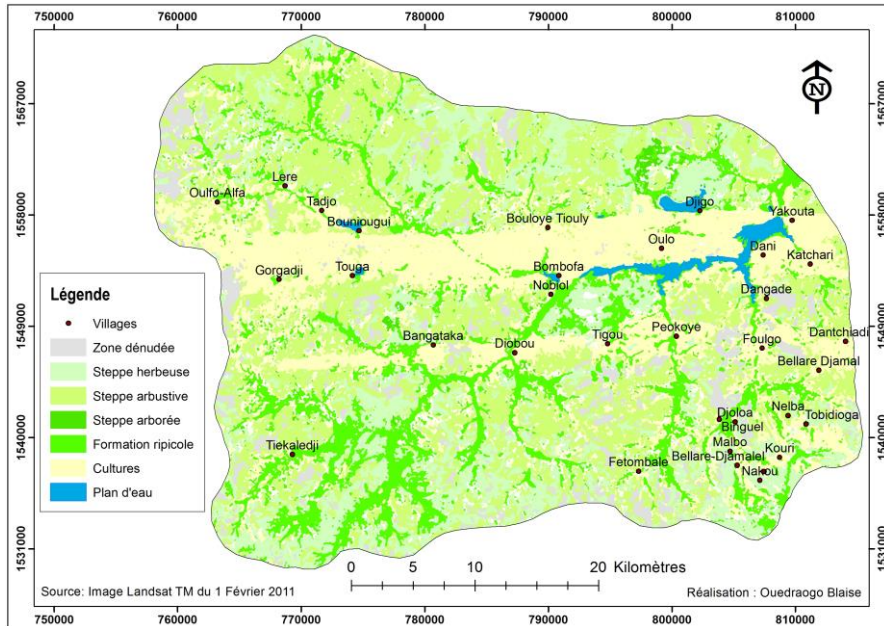 750000 760000 770000 780000 790000 800000 810000
1567000 1567000
N
Lere
Oulfo-Alfa
Tadjo
Djigo
1558000 1558000
Bouniougui
Bouloye Tiouly
Yakouta
Oulo
Dani
Katchari
Gorgadji
Touga
Bombofa
Nobiol
Dangade
1549000 1549000
Bangataka
Diobou
Tigou
Peokoye
Foulgo
Dantchiadi
Bellare Djamal
Légende
Villages
Zone dénudée
Steppe herbeuse
Steppe arbustive
Steppe arborée
Formation ripicole
Cultures
Plan d'eau
Djoloa
Binguel
Nelba
Tobidioga
1540000 1540000
Tiekaledji
Malbo
Bellare-Djamalel
Kouri
Fetombale
Nakou
1531000 1531000
0 5 10 20 Kilomètres
Source: Image Landsat TM du 1 Février 2011
Réalisation : Ouedraogo Blaise
750000 760000 770000 780000 790000 800000 810000